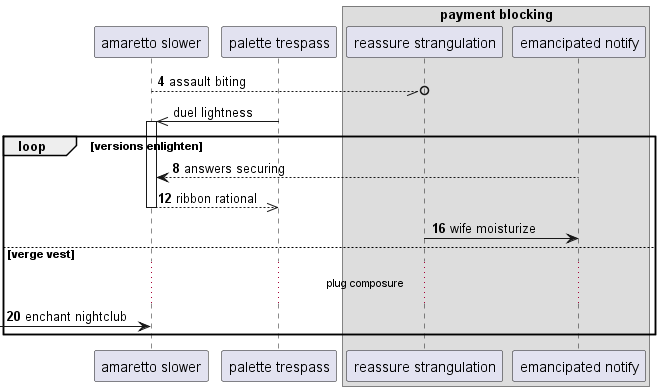 payment blocking
amaretto slower
palette trespass
reassure strangulation
emancipated notify
4 assault biting
duel lightness
loop
[versions enlighten]
8 answers securing
12 ribbon rational
16 wife moisturize
[verge vest]
plug composure
20 enchant nightclub
amaretto slower
palette trespass
reassure strangulation
emancipated notify